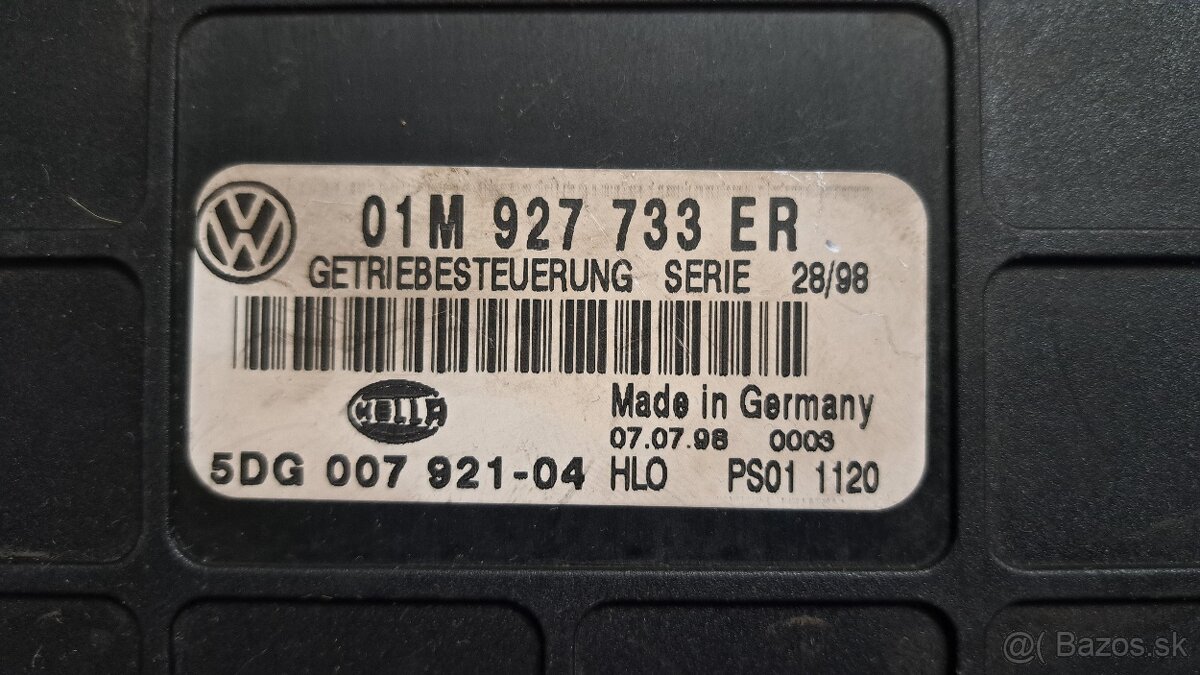 01M 927 733 ER
GETRIEBESTEUERUNG SERIE 28/98
HELLA
Made in Germany
07.07.98 0003
5DG 007 921-04 HLO PS01 1120
@( Bazos.sk